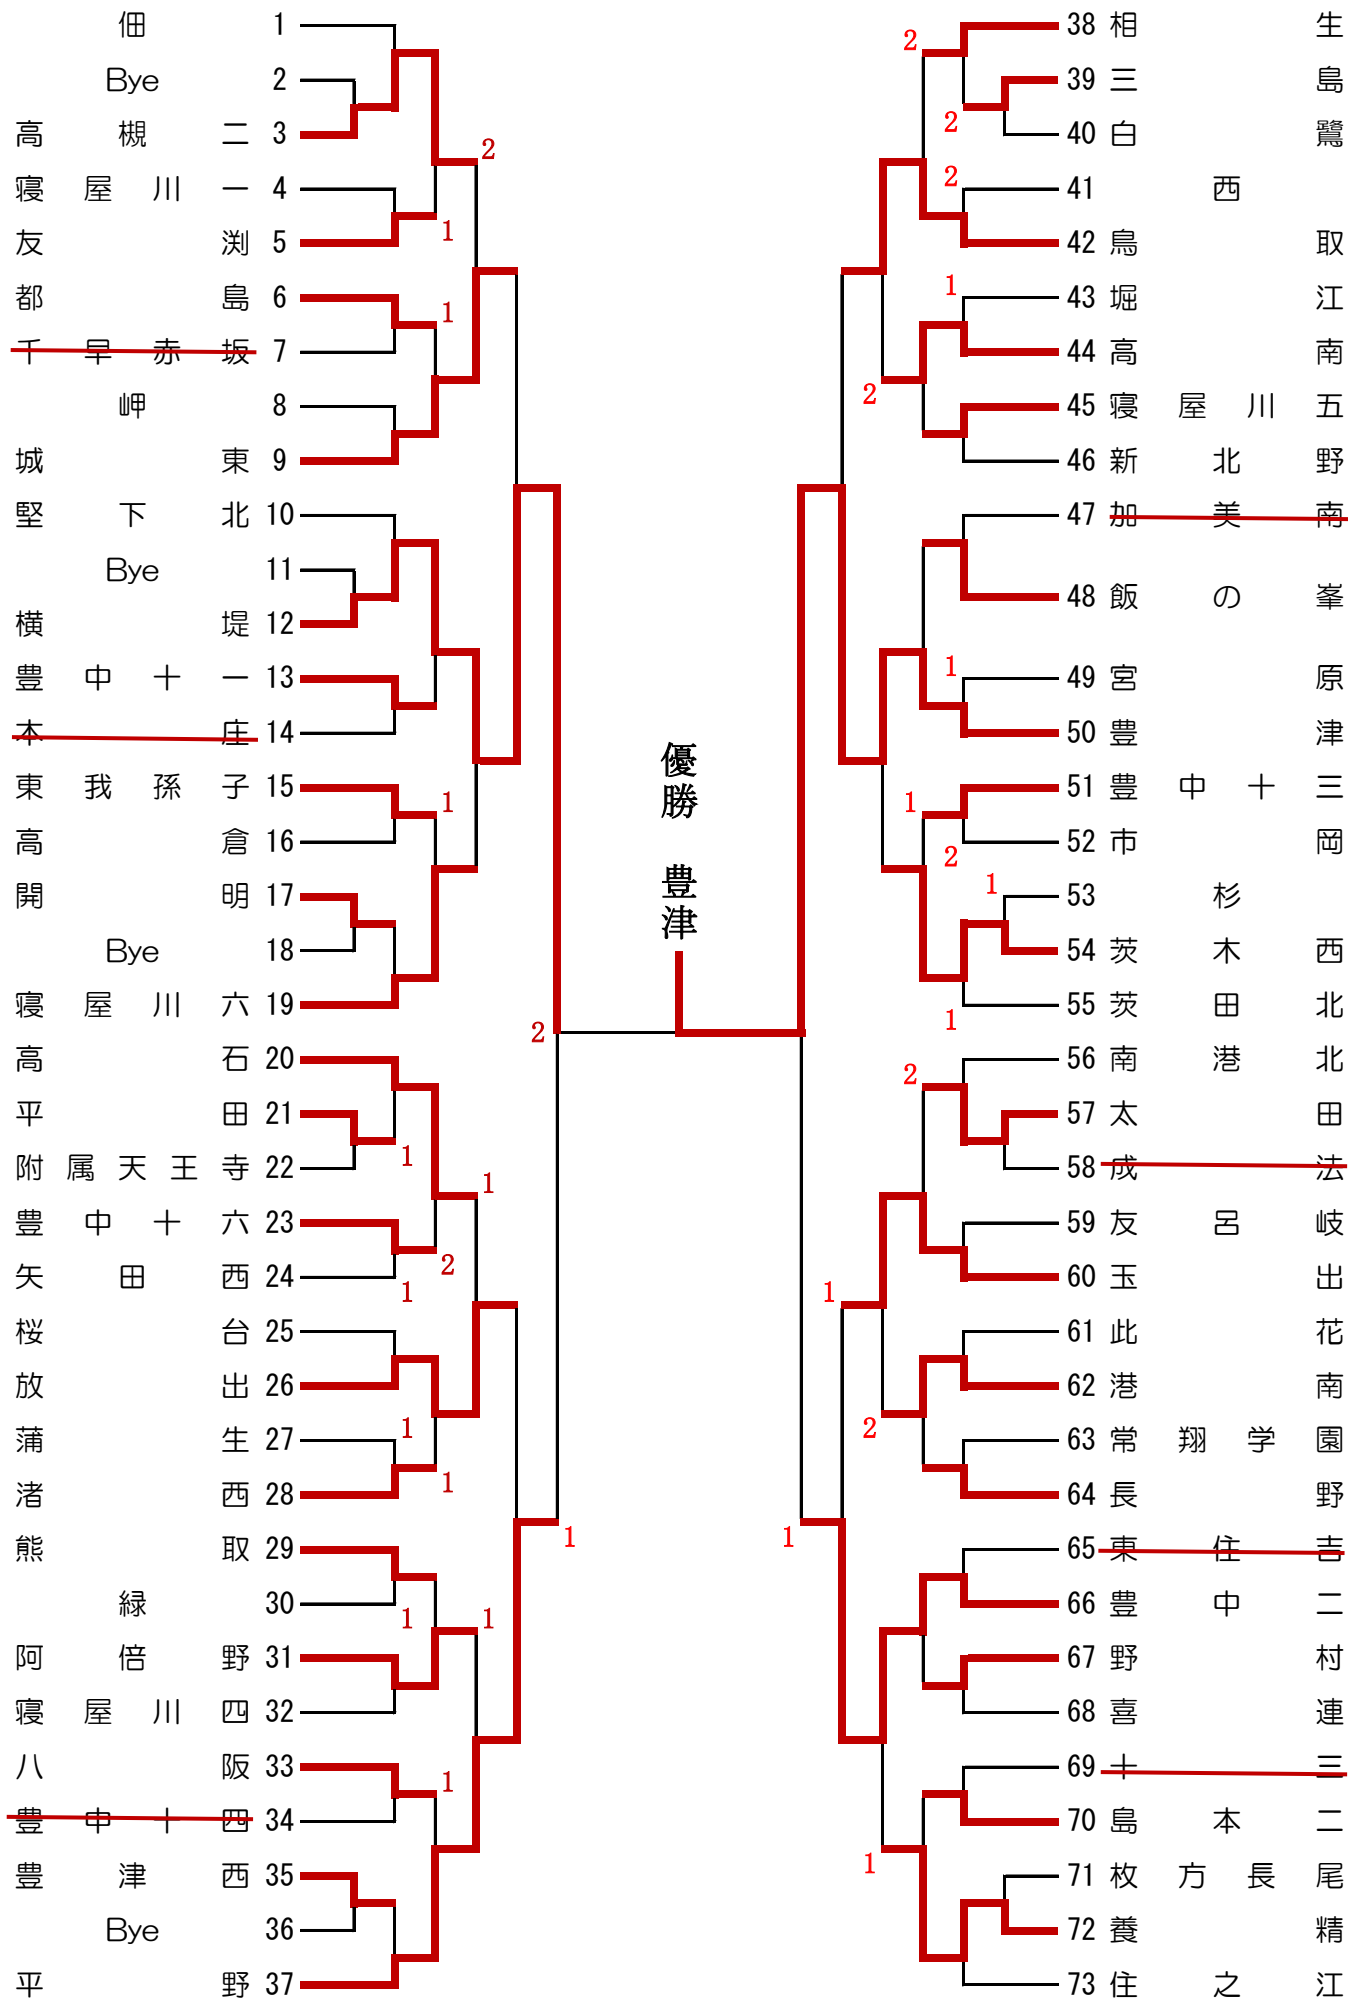 佃 1
Bye 2
高槻二 3
寝屋川一 4
友渕 5
都島 6
千早赤坂 7
岬 8
城東 9
堅下北 10
Bye 11
横堤 12
豊中十一 13
本庄 14
東我孫子 15
高倉 16
開明 17
Bye 18
寝屋川六 19
高石 20
平田 21
附属天王寺 22
豊中十六 23
矢田西 24
桜台 25
放出 26
蒲生 27
渚西 28
熊取 29
緑 30
阿倍野 31
寝屋川四 32
八阪 33
豊中十四 34
豊津西 35
Bye 36
平野 37
2
1
1
1
2
1
1
2
1
1
1
1
1
1
1
優勝 豊津
2
2
2
1
2
1
1
2
1
1
2
1
2
1
1
38 相生
39 三島
40 白鷺
41 西
42 鳥取
43 堀江
44 高南
45 寝屋川五
46 新北野
47 加美南
48 飯の峯
49 宮原
50 豊津
51 豊中十三
52 市岡
53 杉
54 茨木西
55 茨田北
56 南港北
57 太田
58 成法
59 友呂岐
60 玉出
61 此花
62 港南
63 常翔学園
64 長野
65 東住吉
66 豊中二
67 野村
68 喜連
69 十三
70 島本二
71 枚方長尾
72 養精
73 住之江